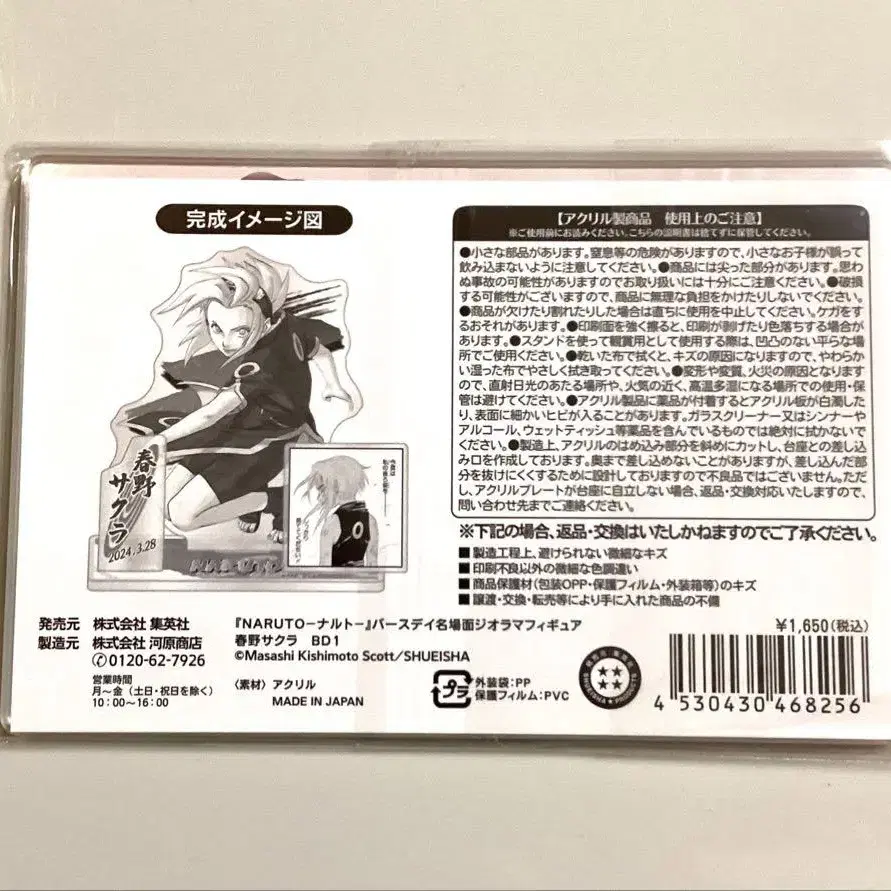 完成イメージ図
春野
サクラ
2024.3.28
【アクリル製商品 使用上のご注意】
※ご使用前にお読みください。こちらの説明書は捨てずに保管してください。
●小さな部品があります。窒息等の危険がありますので、小さなお子様が誤って
飲み込まないように注意してください。●商品には尖った部分があります。思わ
ぬ事故の可能性がありますのでお取り扱いには十分にご注意ください。●破損
する可能性がございますので、商品に無理な負担をかけたりしないでください。
●商品が欠けたり割れたりした場合は直ちに使用を中止してください。ケガをす
るおそれがあります。●印刷面を強く擦ると、印刷が剥げたり色落ちする場合が
あります。●スタンドを使って観賞用として使用する際は、凹凸のない平らな場
所でご使用ください。●乾いた布で拭くと、キズの原因になりますので、やわらか
い湿った布でやさしく拭き取ってください。●変形や変質、火災の原因となります
ので、直射日光のあたる場所や、火気の近く、高温多湿になる場所での使用・保
管は避けてください。●アクリル製品に薬品が付着するとアクリル板が白濁した
り、表面に細かいヒビが入ることがあります。ガラスクリーナー又はシンナーや
アルコール、ウェットティッシュ等薬品を含んでいるものでは絶対に拭かないで
ください。●製造上、アクリルのはめ込み部分を斜めにカットし、台座との差し込
み口を作成しております。奥まで差し込めないことがありますが、差し込んだ部分
を抜けにくくするために設計しておりますので不良品ではございません。ただ
し、アクリルプレートが台座に自立しない場合、返品・交換対応いたしますので、
問い合わせ先までご連絡ください。
※下記の場合、返品・交換はいたしかねますのでご了承ください。
■製造工程上、避けられない微細なキズ
■印刷不良以外の微細な色調違い
■商品保護材(包装OPP・保護フィルム・外装箱等)のキズ
■譲渡・交換・転売等により手に入れた商品の不備
発売元 株式会社 集英社
製造元 株式会社 河原商店
0120-62-7926
営業時間
月~金(土日・祝日を除く)
10:00~16:00
『NARUTO-ナルト-』バースデイ名場面ジオラマフィギュア
春野サクラ BD1
©Masashi Kishimoto Scott/SHUEISHA
〈素材〉アクリル
MADE IN JAPAN
プラ
外装袋:PP
保護フィルム:PVC
¥1,650(税込)
4 530430 468256